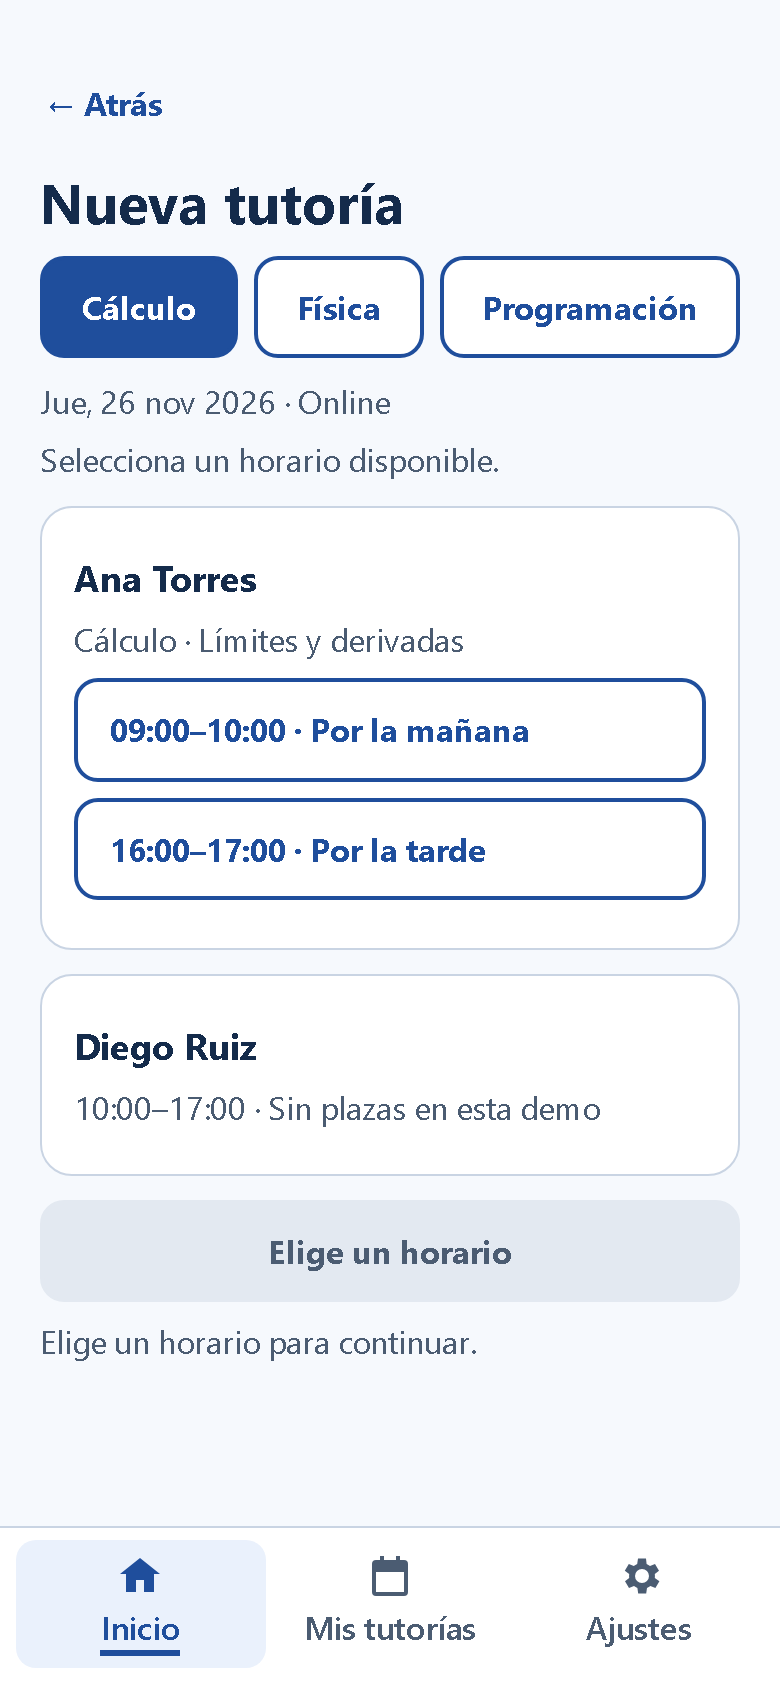 ← Atrás
Nueva tutoría
Cálculo
Física
Programación
Jue, 26 nov 2026 · Online
Selecciona un horario disponible.
Ana Torres
Cálculo · Límites y derivadas
09:00–10:00 · Por la mañana
16:00–17:00 · Por la tarde
Diego Ruiz
10:00–17:00 · Sin plazas en esta demo
Elige un horario
Elige un horario para continuar.
Inicio
Mis tutorías
Ajustes